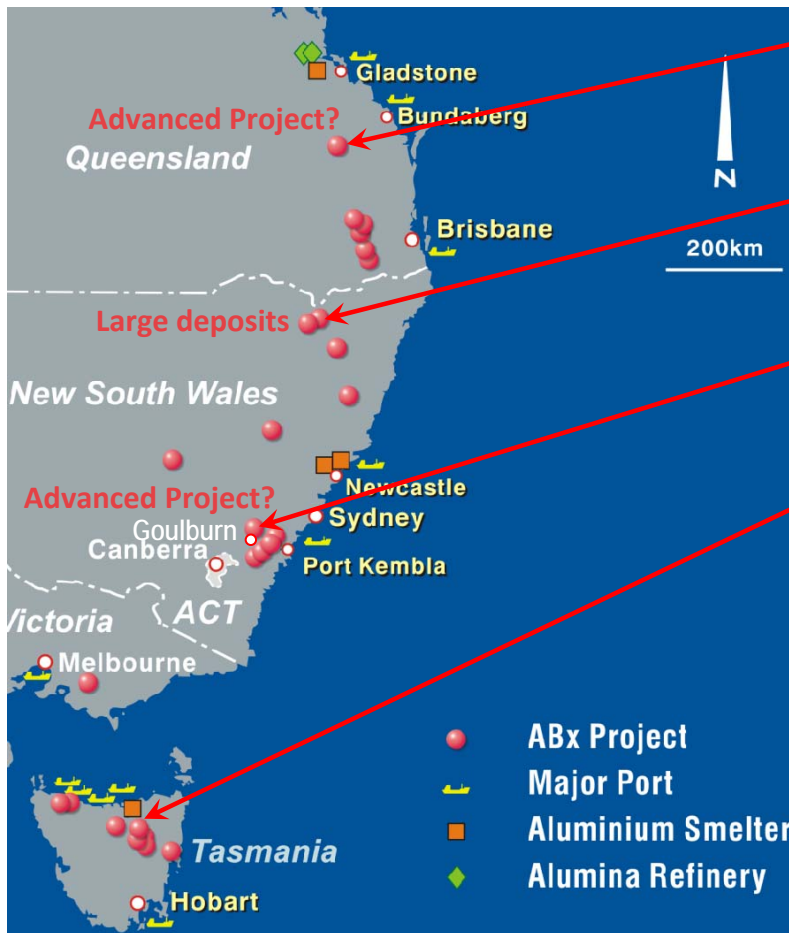 Gladstone
Advanced Project?
Bundaberg
Queensland
N
Brisbane
200km
Large deposits
New South Wales
Newcastle
Advanced Project?
Sydney
Goulburn
Canberra
Port Kembla
ACT
Victoria
Melbourne
ABx Project
Major Port
Aluminium Smelter
Tasmania
Alumina Refinery
Hobart